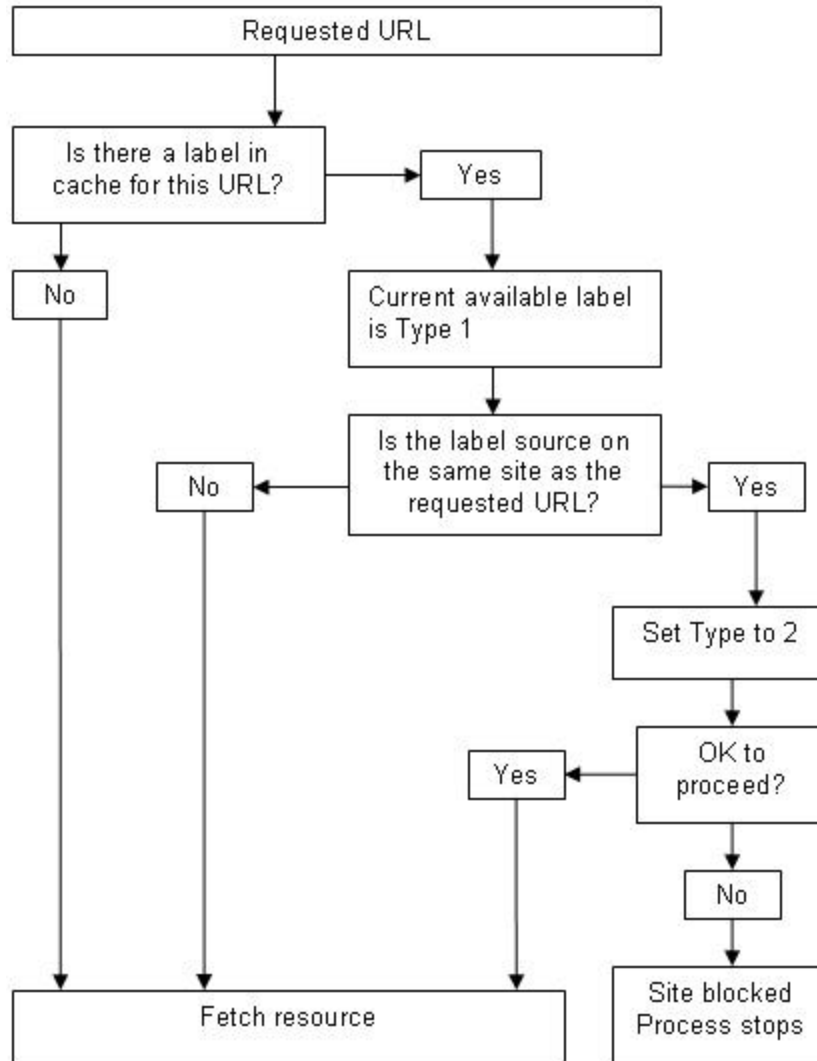 Requested URL
Is there a label in
cache for this URL?
Yes
No
Current available label
is Type 1
Is the label source on
the same site as the
requested URL?
No
Yes
Set Type to 2
OK to
proceed?
Yes
No
Fetch resource
Site blocked
Process stops